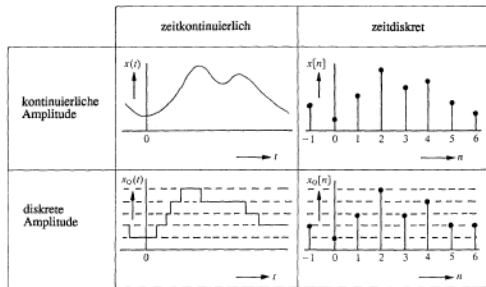 zeitkontinuierlich zeitdiskret
kontinuierliche
Amplitude
x(t)
0
t
x[n]
-1 0 1 2 3 4 5 6
n
diskrete
Amplitude
x_Q(t)
0
t
x_Q[n]
-1 0 1 2 3 4 5 6
n